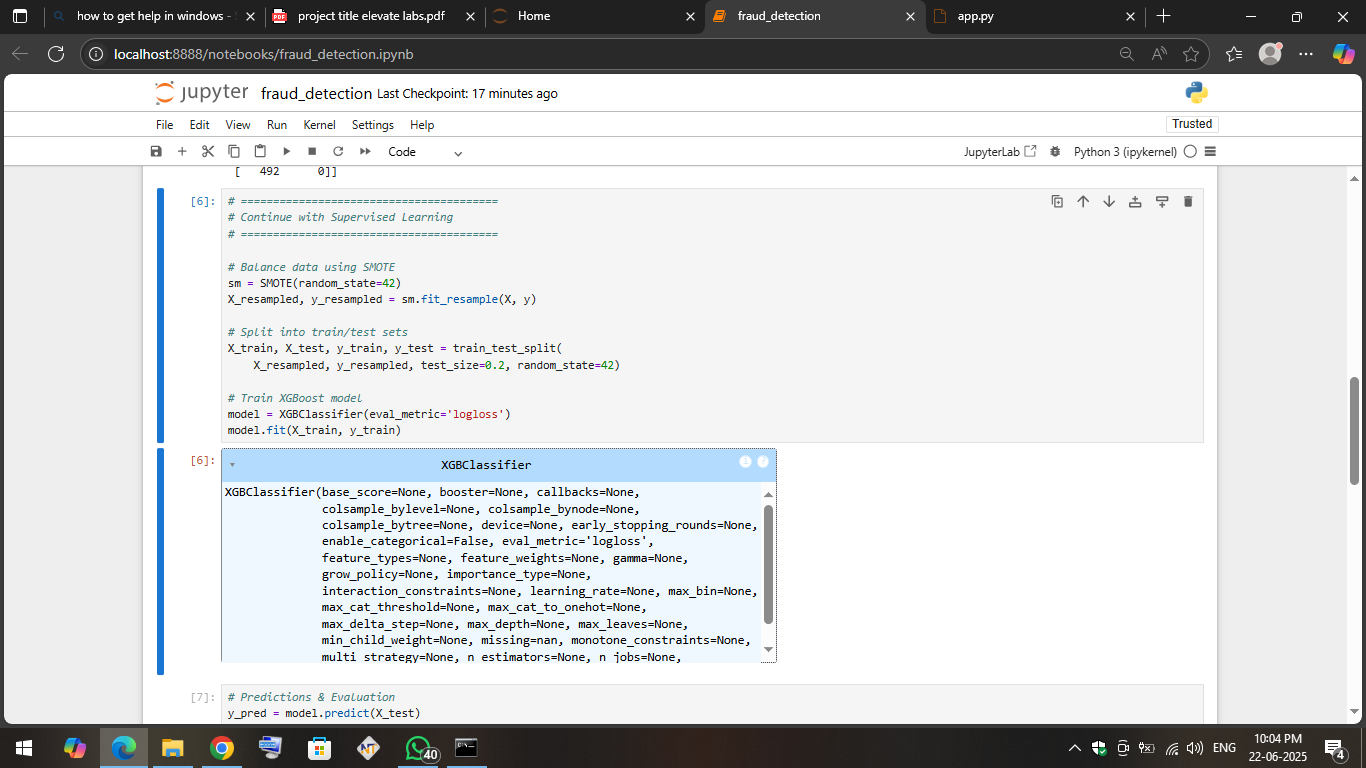 how to get help in windows -
project title elevate labs.pdf
Home
fraud_detection
app.py
localhost:8888/notebooks/fraud_detection.ipynb
jupyter fraud_detection Last Checkpoint: 17 minutes ago
File Edit View Run Kernel Settings Help
Trusted
Code
JupyterLab
Python 3 (ipykernel)
[ 492 0]]
[6]:
# ========================================
# Continue with Supervised Learning
# ========================================
# Balance data using SMOTE
sm = SMOTE(random_state=42)
X_resampled, y_resampled = sm.fit_resample(X, y)
# Split into train/test sets
X_train, X_test, y_train, y_test = train_test_split(
X_resampled, y_resampled, test_size=0.2, random_state=42)
# Train XGBoost model
model = XGBClassifier(eval_metric='logloss')
model.fit(X_train, y_train)
[6]:
XGBClassifier
XGBClassifier(base_score=None, booster=None, callbacks=None,
colsample_bylevel=None, colsample_bynode=None,
colsample_bytree=None, device=None, early_stopping_rounds=None,
enable_categorical=False, eval_metric='logloss',
feature_types=None, feature_weights=None, gamma=None,
grow_policy=None, importance_type=None,
interaction_constraints=None, learning_rate=None, max_bin=None,
max_cat_threshold=None, max_cat_to_onehot=None,
max_delta_step=None, max_depth=None, max_leaves=None,
min_child_weight=None, missing=nan, monotone_constraints=None,
multi_strategy=None, n_estimators=None, n_jobs=None,
[7]:
# Predictions & Evaluation
y_pred = model.predict(X_test)
40
ENG
10:04 PM
22-06-2025
4